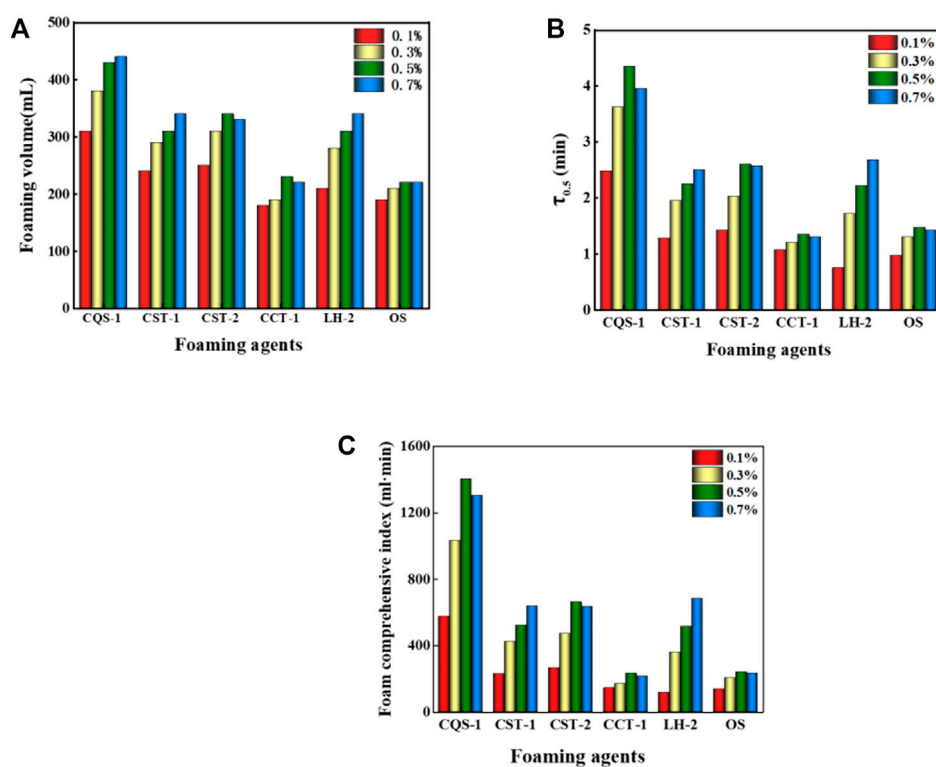 A
500
400
300
200
100
0
Foaming volume(mL)
0.1%
0.3%
0.5%
0.7%
CQS-1 CST-1 CST-2 CCT-1 LH-2 OS
Foaming agents
B
5
4
3
2
1
0
τ0.5 (min)
0.1%
0.3%
0.5%
0.7%
CQS-1 CST-1 CST-2 CCT-1 LH-2 OS
Foaming agents
C
1600
1200
800
400
0
Foam comprehensive index (ml·min)
0.1%
0.3%
0.5%
0.7%
CQS-1 CST-1 CST-2 CCT-1 LH-2 OS
Foaming agents